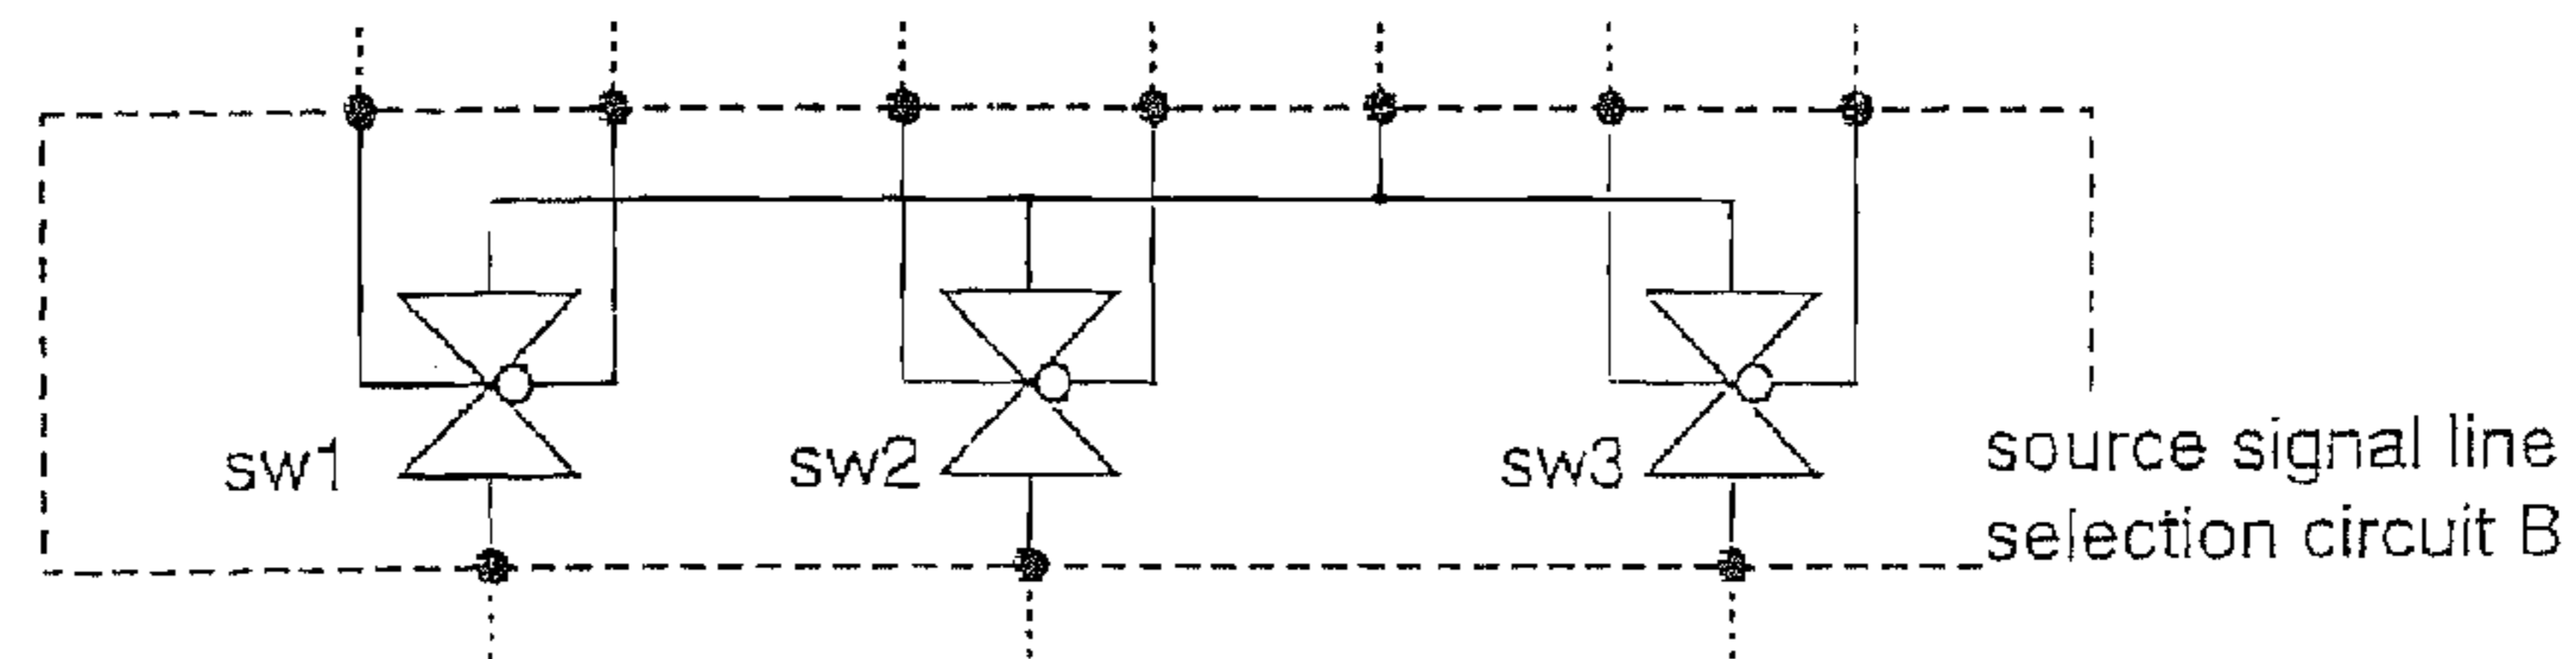 sw1
sw2
sw3
source signal line
selection circuit B